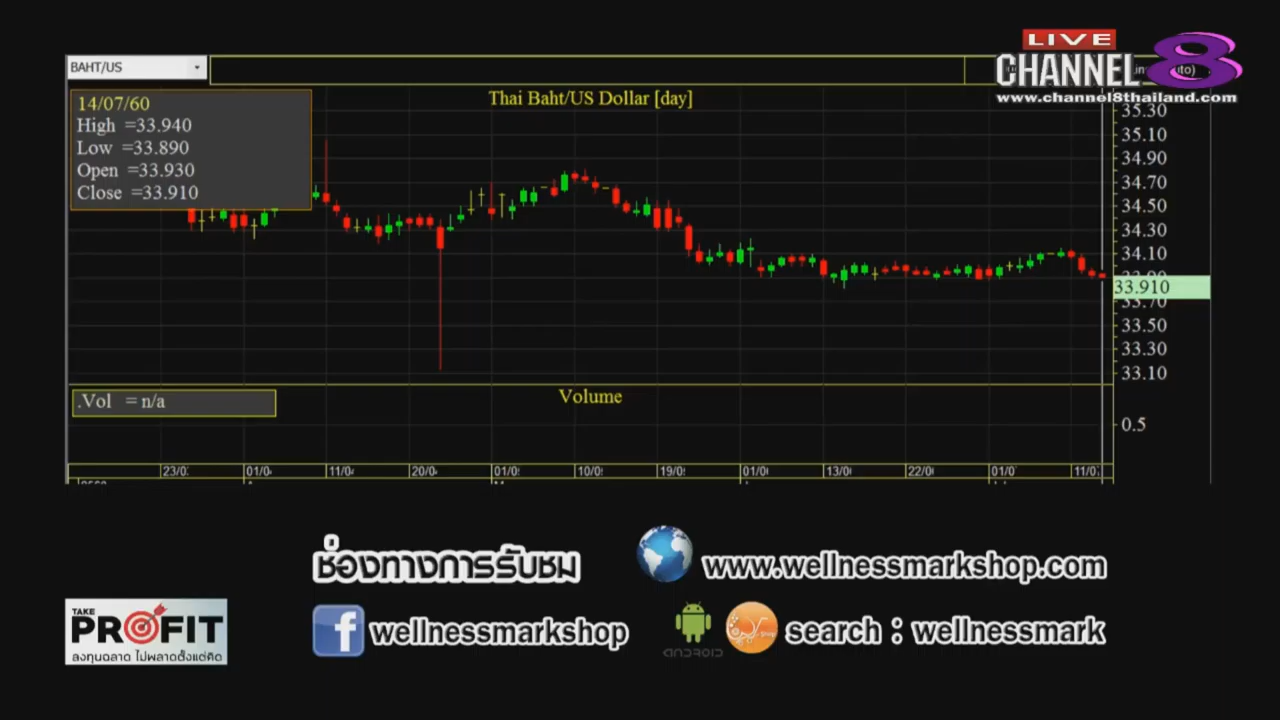 LIVE
CHANNEL 8
www.channel8thailand.com
BAHT/US
14/07/60
High =33.940
Low =33.890
Open =33.930
Close =33.910
Thai Baht/US Dollar [day]
35.30
35.10
34.90
34.70
34.50
34.30
34.10
33.90
33.910
33.70
33.50
33.30
33.10
.Vol = n/a
Volume
0.5
23/0
01/0
11/0
20/0
01/0
10/0
19/0
01/0
13/0
22/0
01/0
11/0
ช่องทางการรับชม
www.wellnessmarkshop.com
wellnessmarkshop
ANDROID
search : wellnessmark
TAKE
PROFIT
ลงทุนฉลาด ไม่พลาดตั้งแต่คิด